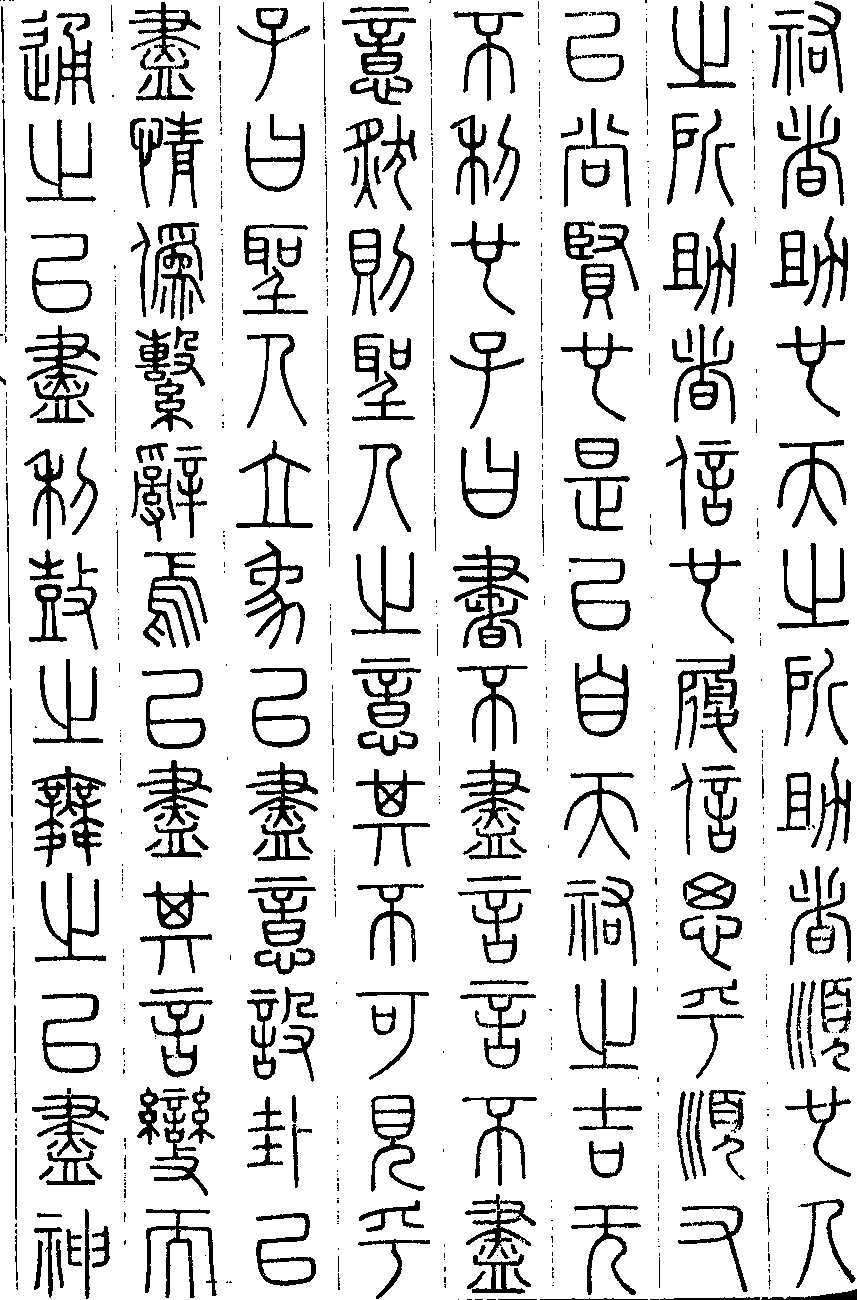 祐者助也天之所助者順也人
之所助者信也履信思乎順又
以尚賢也是以自天祐之吉无
不利也子曰書不盡言言不盡
意然則聖人之意其不可見乎
子曰聖人立象以盡意設卦以
盡情僞繫辭焉以盡其言變而
通之以盡利鼓之舞之以盡神